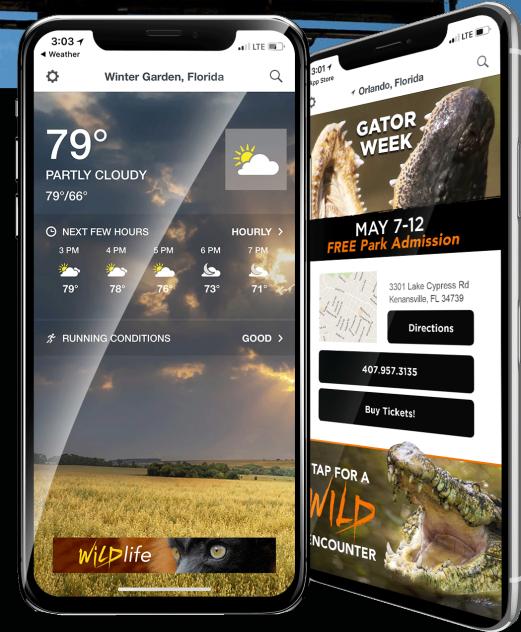 3:03
LTE
Weather
Winter Garden, Florida
79°
PARTLY CLOUDY
79°/66°
NEXT FEW HOURS
HOURLY >
3 PM 4 PM 5 PM 6 PM 7 PM
79° 78° 76° 73° 71°
RUNNING CONDITIONS
GOOD >
WiLDlife
3:01
LTE
App Store
Orlando, Florida
GATOR
WEEK
MAY 7-12
FREE Park Admission
3301 Lake Cypress Rd
Kenansville, FL 34739
Directions
407.957.3135
Buy Tickets!
TAP FOR A
WILD
ENCOUNTER